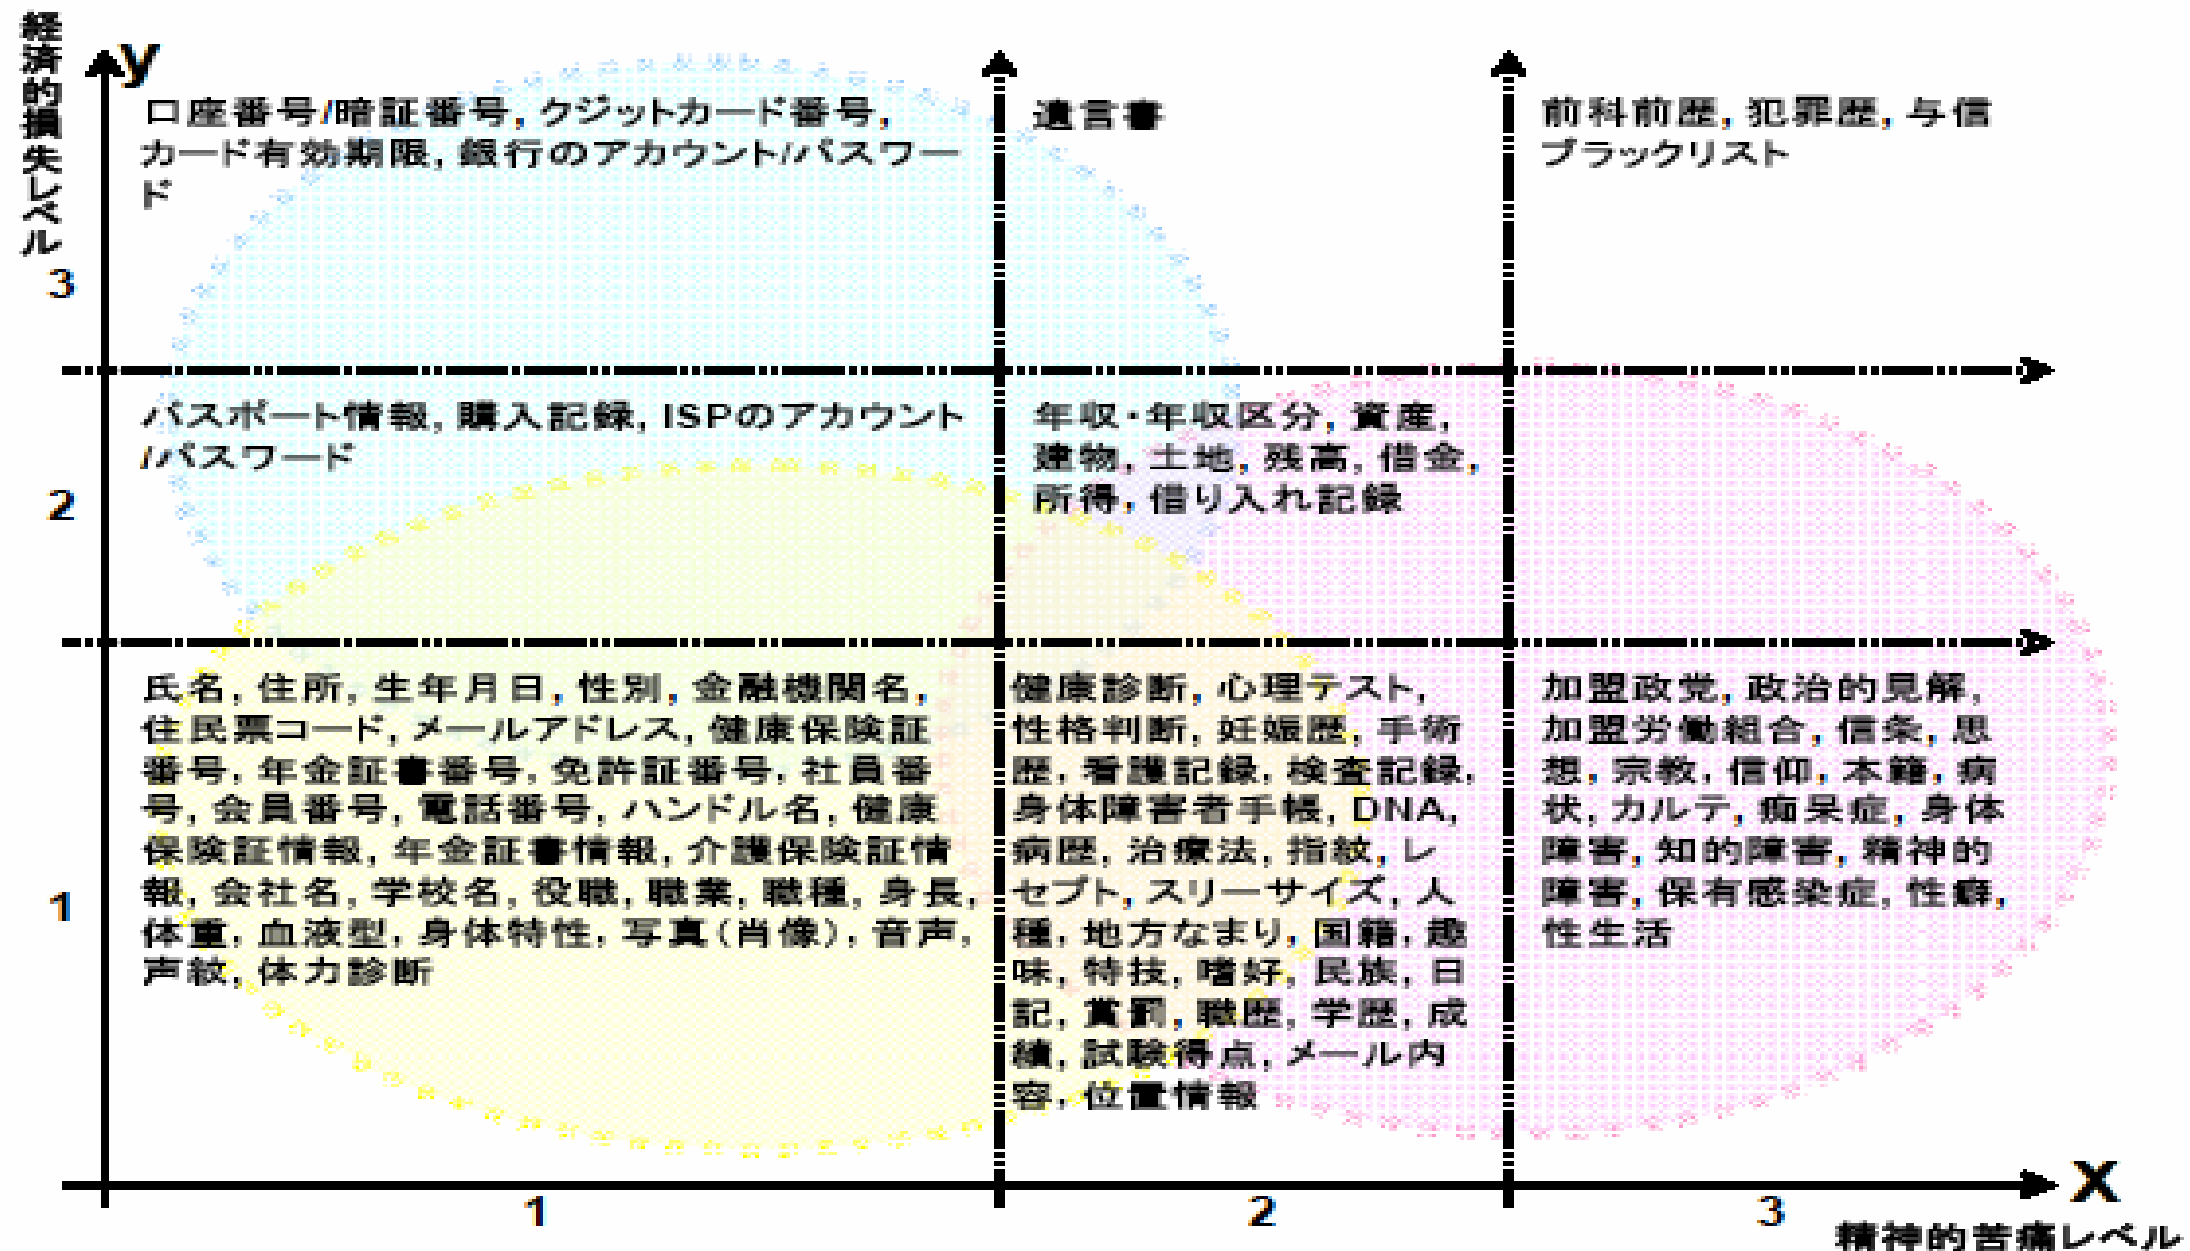 経済的損失レベル
y
口座番号/暗証番号, クジットカード番号,
カード有効期限, 銀行のアカウント/パスワー
ド
遺言書
前科前歴, 犯罪歴, 与信
ブラックリスト
3
パスポート情報, 購入記録, ISPのアカウント
/パスワード
年収・年収区分, 資産,
建物, 土地, 残高, 借金,
所得, 借り入れ記録
2
氏名, 住所, 生年月日, 性別, 金融機関名,
住民票コード, メールアドレス, 健康保険証
番号, 年金証書番号, 免許証番号, 社員番
号, 会員番号, 電話番号, ハンドル名, 健康
保険証情報, 年金証書情報, 介護保険証情
報, 会社名, 学校名, 役職, 職業, 職種, 身長,
体重, 血液型, 身体特性, 写真(肖像), 音声,
声紋, 体力診断
健康診断, 心理テスト,
性格判断, 妊娠歴, 手術
歴, 看護記録, 検査記録,
身体障害者手帳, DNA,
病歴, 治療法, 指紋, レ
セプト, スリーサイズ, 人
種, 地方なまり, 国籍, 趣
味, 特技, 嗜好, 民族, 日
記, 賞罰, 職歴, 学歴, 成
績, 試験得点, メール内
容, 位置情報
加盟政党, 政治的見解,
加盟労働組合, 信条, 思
想, 宗教, 信仰, 本籍, 病
状, カルテ, 痴呆症, 身体
障害, 知的障害, 精神的
障害, 保有感染症, 性癖,
性生活
1
x
1
2
3
精神的苦痛レベル